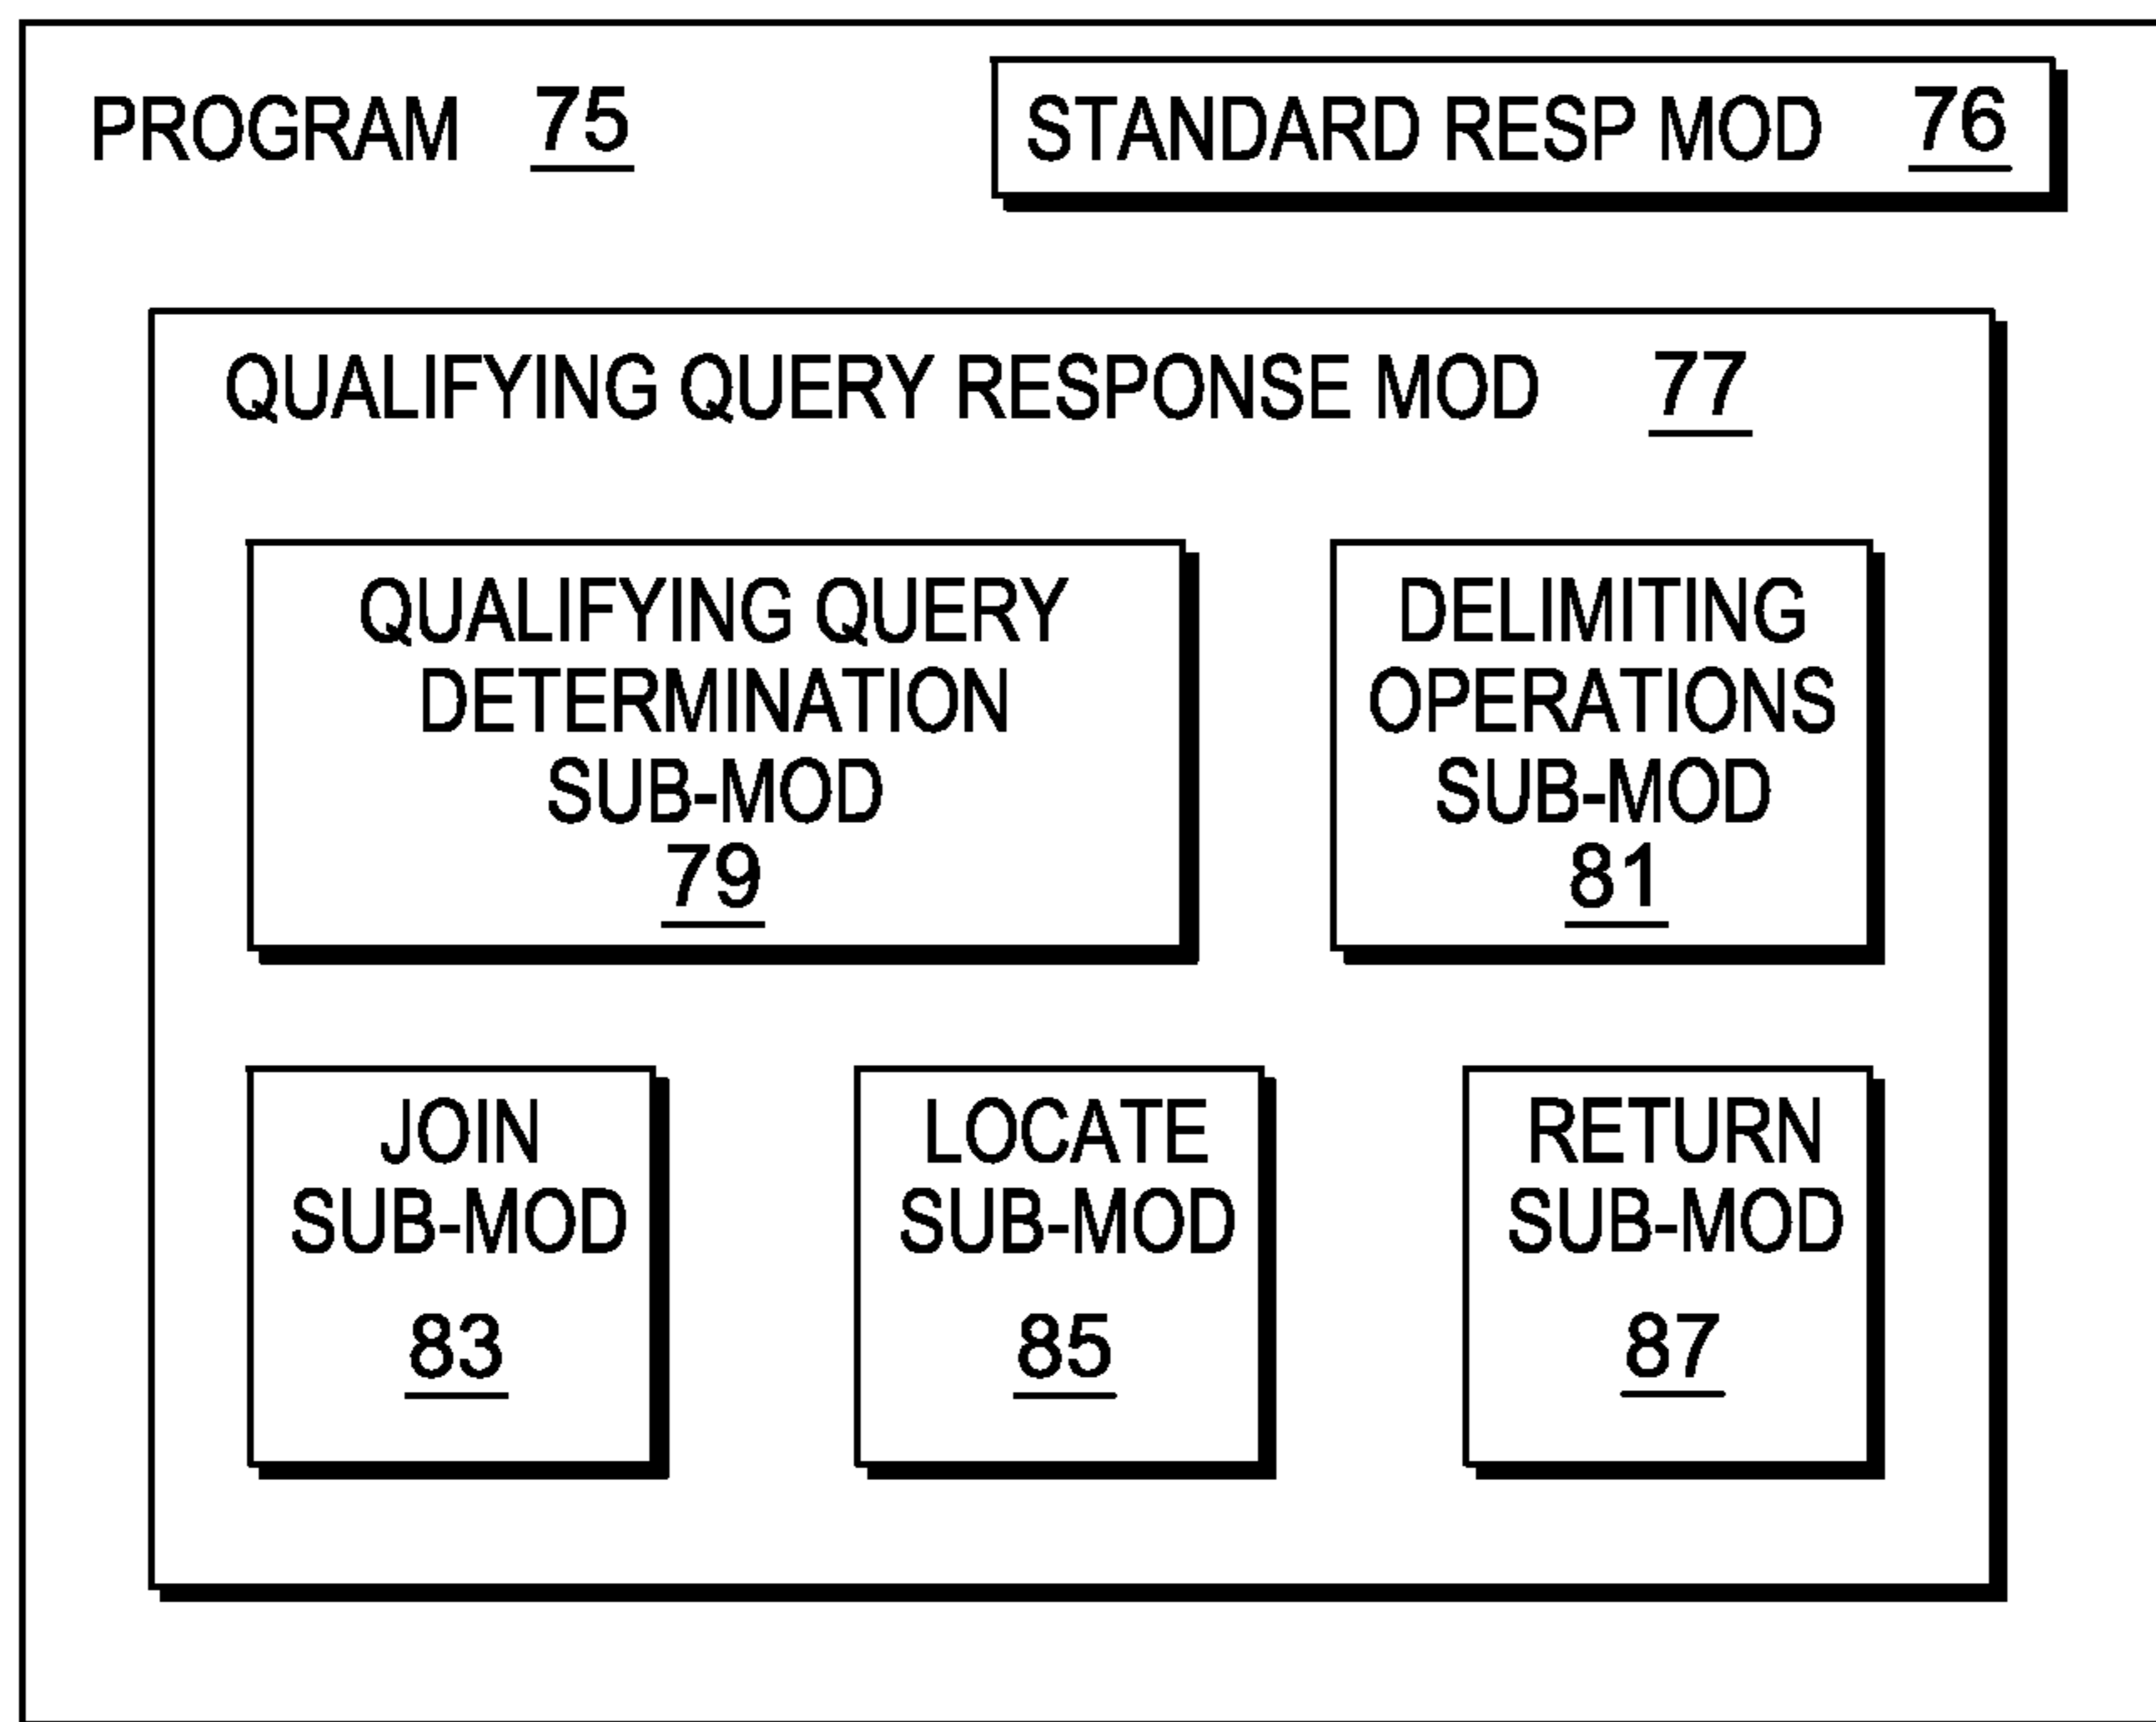 PROGRAM 75
STANDARD RESP MOD 76
QUALIFYING QUERY RESPONSE MOD 77
QUALIFYING QUERY
DETERMINATION
SUB-MOD
79
DELIMITING
OPERATIONS
SUB-MOD
81
JOIN
SUB-MOD
83
LOCATE
SUB-MOD
85
RETURN
SUB-MOD
87